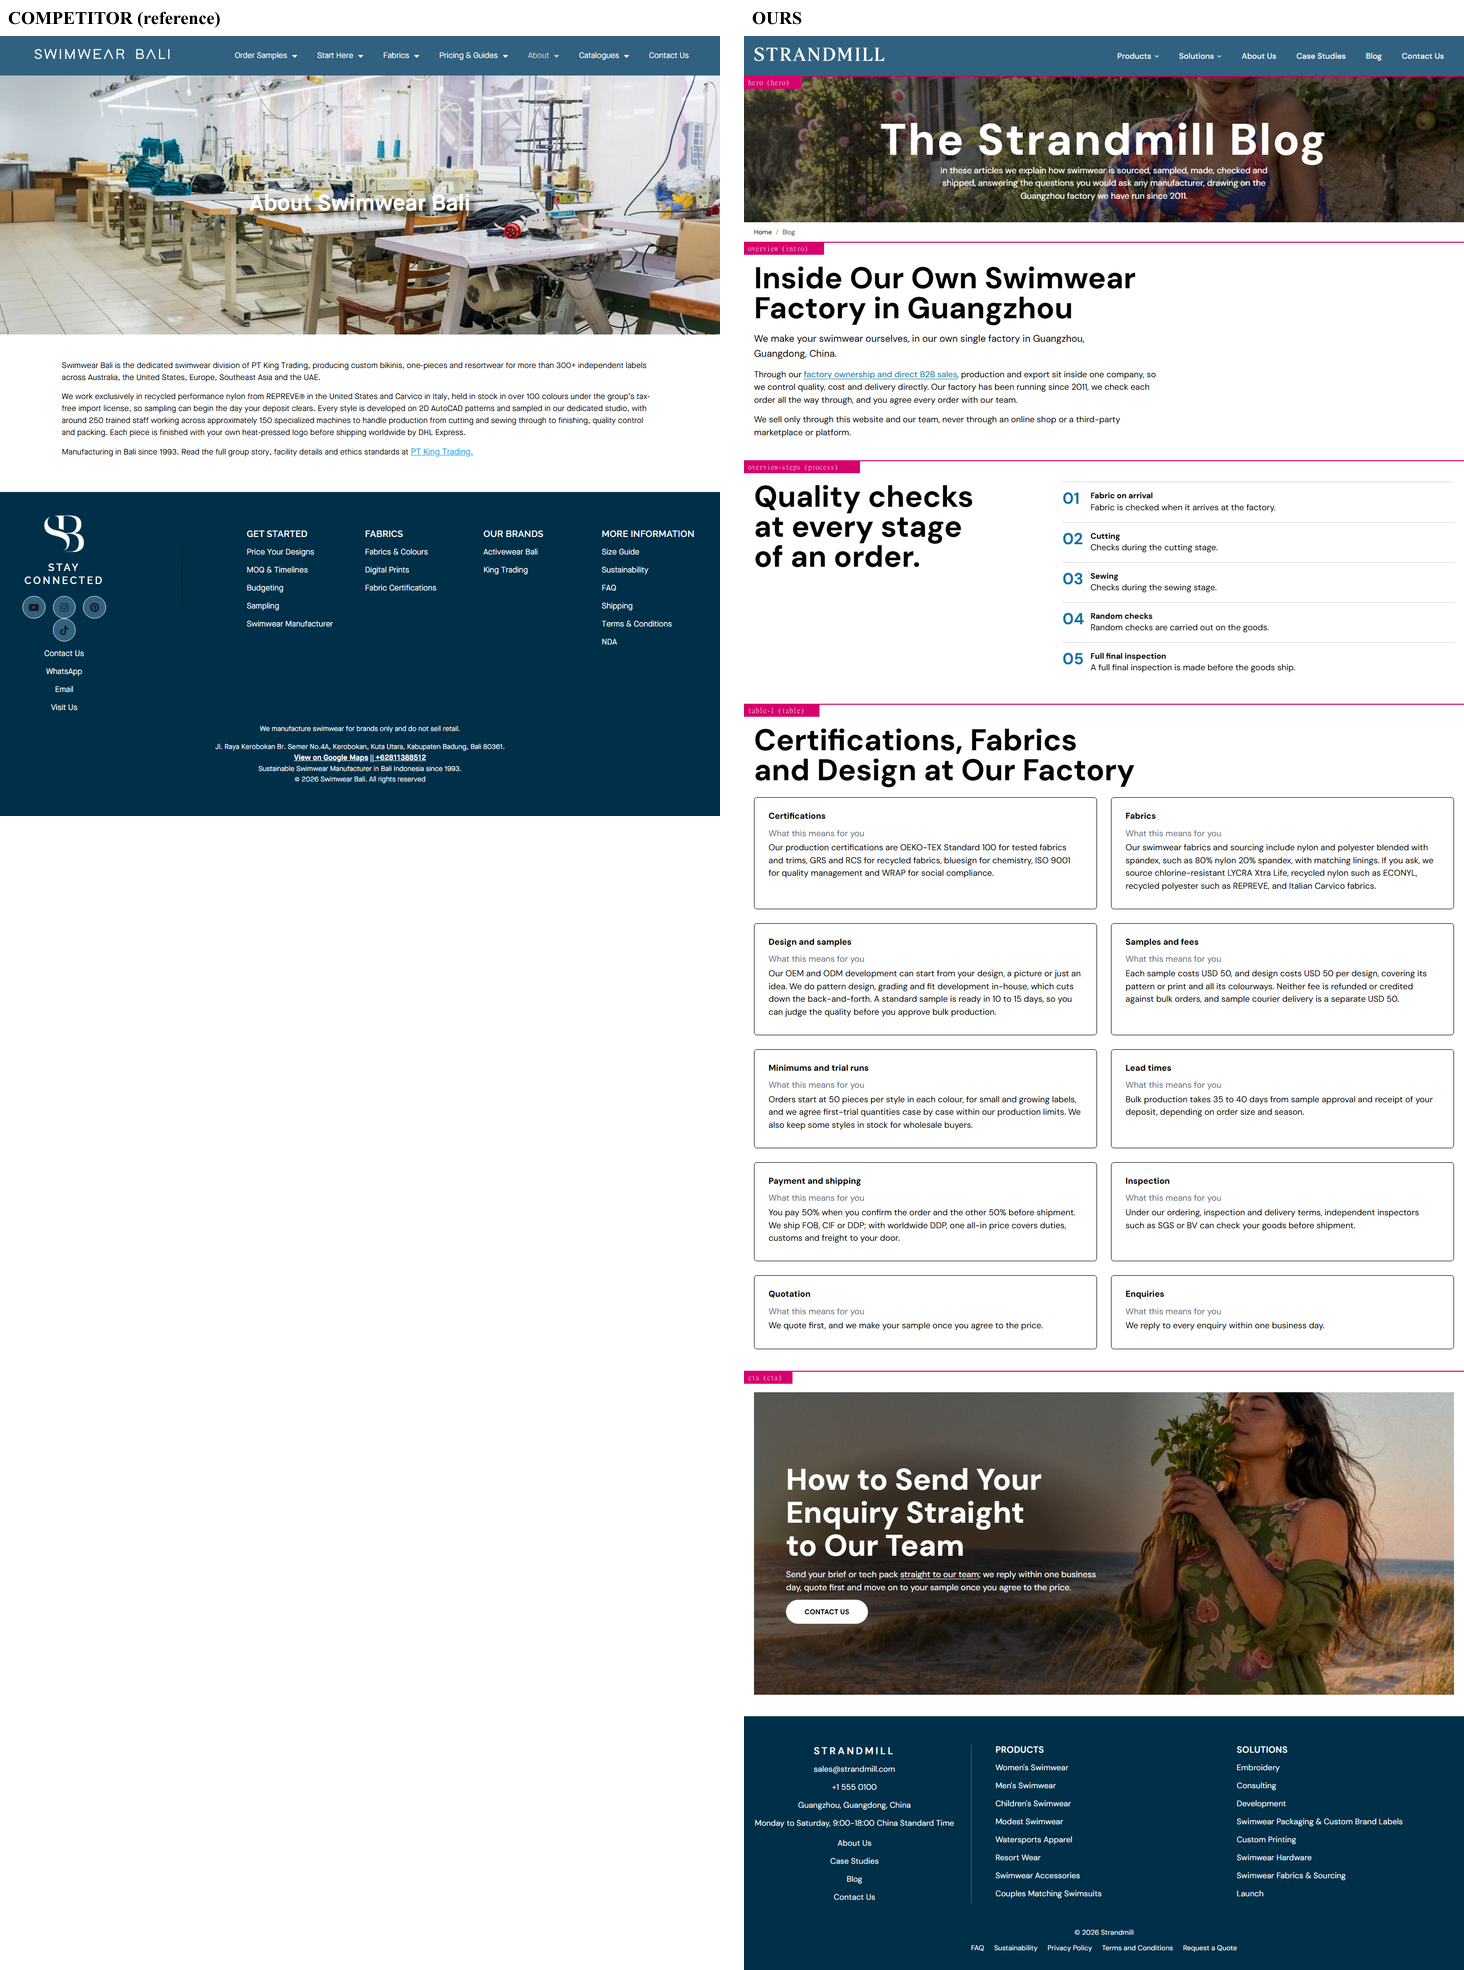 COMPETITOR (reference)
SWIMWEAR BALI
Order Samples
Start Here
Fabrics
Pricing & Guides
About
Catalogues
Contact Us
About Swimwear Bali
Swimwear Bali is the dedicated swimwear division of PT King Trading, producing custom bikinis, one-pieces and resortwear for more than 300+ independent labels
across Australia, the United States, Europe, Southeast Asia and the UAE.
We work exclusively in recycled performance nylon from REPREVE® in the United States and Carvico in Italy, held in stock in over 100 colours under the group's tax-
free import license, so sampling can begin the day your deposit clears. Every style is developed on 2D AutoCAD patterns and sampled in our dedicated studio, with
around 250 trained staff working across approximately 150 specialized machines to handle production from cutting and sewing through to finishing, quality control
and packing. Each piece is finished with your own heat-pressed logo before shipping worldwide by DHL Express.
Manufacturing in Bali since 1993. Read the full group story, facility details and ethics standards at PT King Trading.
STAY
CONNECTED
Contact Us
WhatsApp
Email
Visit Us
GET STARTED
Price Your Designs
MOQ & Timelines
Budgeting
Sampling
Swimwear Manufacturer
FABRICS
Fabrics & Colours
Digital Prints
Fabric Certifications
OUR BRANDS
Activewear Bali
King Trading
MORE INFORMATION
Size Guide
Sustainability
FAQ
Shipping
Terms & Conditions
NDA
We manufacture swimwear for brands only and do not sell retail.
Jl. Raya Kerobokan Br. Semer No.4A, Kerobokan, Kuta Utara, Kabupaten Badung, Bali 80361.
View on Google Maps || +62811388512
Sustainable Swimwear Manufacturer in Bali Indonesia since 1993.
© 2026 Swimwear Bali. All rights reserved
OURS
STRANDMILL
Products
Solutions
About Us
Case Studies
Blog
Contact Us
hero (hero)
The Strandmill Blog
In these articles we explain how swimwear is sourced, sampled, made, checked and
shipped, answering the questions you would ask any manufacturer, drawing on the
Guangzhou factory we have run since 2011.
Home / Blog
overview (intro)
Inside Our Own Swimwear
Factory in Guangzhou
We make your swimwear ourselves, in our own single factory in Guangzhou,
Guangdong, China.
Through our factory ownership and direct B2B sales, production and export sit inside one company, so
we control quality, cost and delivery directly. Our factory has been running since 2011, we check each
order all the way through, and you agree every order with our team.
We sell only through this website and our team, never through an online shop or a third-party
marketplace or platform.
overview-steps (process)
Quality checks
at every stage
of an order.
01 Fabric on arrival
Fabric is checked when it arrives at the factory.
02 Cutting
Checks during the cutting stage.
03 Sewing
Checks during the sewing stage.
04 Random checks
Random checks are carried out on the goods.
05 Full final inspection
A full final inspection is made before the goods ship.
table-1 (table)
Certifications, Fabrics
and Design at Our Factory
Certifications
What this means for you
Our production certifications are OEKO-TEX Standard 100 for tested fabrics
and trims, GRS and RCS for recycled fabrics, bluesign for chemistry, ISO 9001
for quality management and WRAP for social compliance.
Fabrics
What this means for you
Our swimwear fabrics and sourcing include nylon and polyester blended with
spandex, such as 80% nylon 20% spandex, with matching linings. If you ask, we
source chlorine-resistant LYCRA Xtra Life, recycled nylon such as ECONYL,
recycled polyester such as REPREVE, and Italian Carvico fabrics.
Design and samples
What this means for you
Our OEM and ODM development can start from your design, a picture or just an
idea. We do pattern design, grading and fit development in-house, which cuts
down the back-and-forth. A standard sample is ready in 10 to 15 days, so you
can judge the quality before you approve bulk production.
Samples and fees
What this means for you
Each sample costs USD 50, and design costs USD 50 per design, covering its
pattern or print and all its colourways. Neither fee is refunded or credited
against bulk orders, and sample courier delivery is a separate USD 50.
Minimums and trial runs
What this means for you
Orders start at 50 pieces per style in each colour, for small and growing labels,
and we agree first-trial quantities case by case within our production limits. We
also keep some styles in stock for wholesale buyers.
Lead times
What this means for you
Bulk production takes 35 to 40 days from sample approval and receipt of your
deposit, depending on order size and season.
Payment and shipping
What this means for you
You pay 50% when you confirm the order and the other 50% before shipment.
We ship FOB, CIF or DDP; with worldwide DDP, one all-in price covers duties,
customs and freight to your door.
Inspection
What this means for you
Under our ordering, inspection and delivery terms, independent inspectors
such as SGS or BV can check your goods before shipment.
Quotation
What this means for you
We quote first, and we make your sample once you agree to the price.
Enquiries
What this means for you
We reply to every enquiry within one business day.
cta (cta)
How to Send Your
Enquiry Straight
to Our Team
Send your brief or tech pack straight to our team; we reply within one business
day, quote first and move on to your sample once you agree to the price.
CONTACT US
STRANDMILL
sales@strandmill.com
+1 555 0100
Guangzhou, Guangdong, China
Monday to Saturday, 9:00-18:00 China Standard Time
About Us
Case Studies
Blog
Contact Us
PRODUCTS
Women's Swimwear
Men's Swimwear
Children's Swimwear
Modest Swimwear
Watersports Apparel
Resort Wear
Swimwear Accessories
Couples Matching Swimsuits
SOLUTIONS
Embroidery
Consulting
Development
Swimwear Packaging & Custom Brand Labels
Custom Printing
Swimwear Hardware
Swimwear Fabrics & Sourcing
Launch
© 2026 Strandmill
FAQ Sustainability Privacy Policy Terms and Conditions Request a Quote